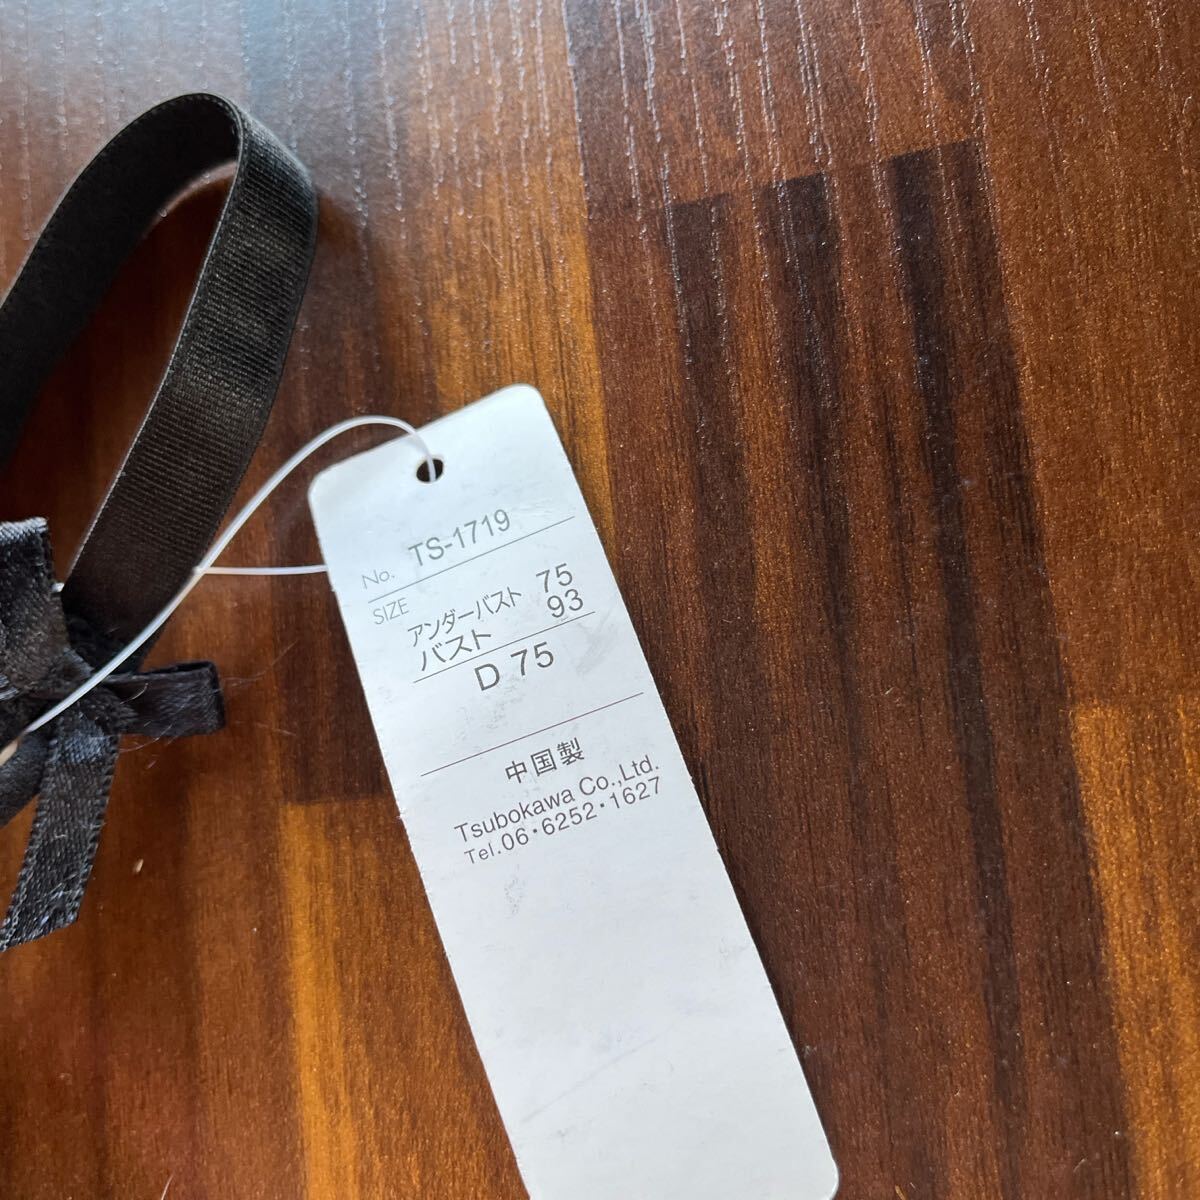 No. TS-1719
SIZE
アンダーバスト 75
バスト 93
D 75
中国製
Tsubokawa Co.,Ltd.
Tel.06・6252・1627